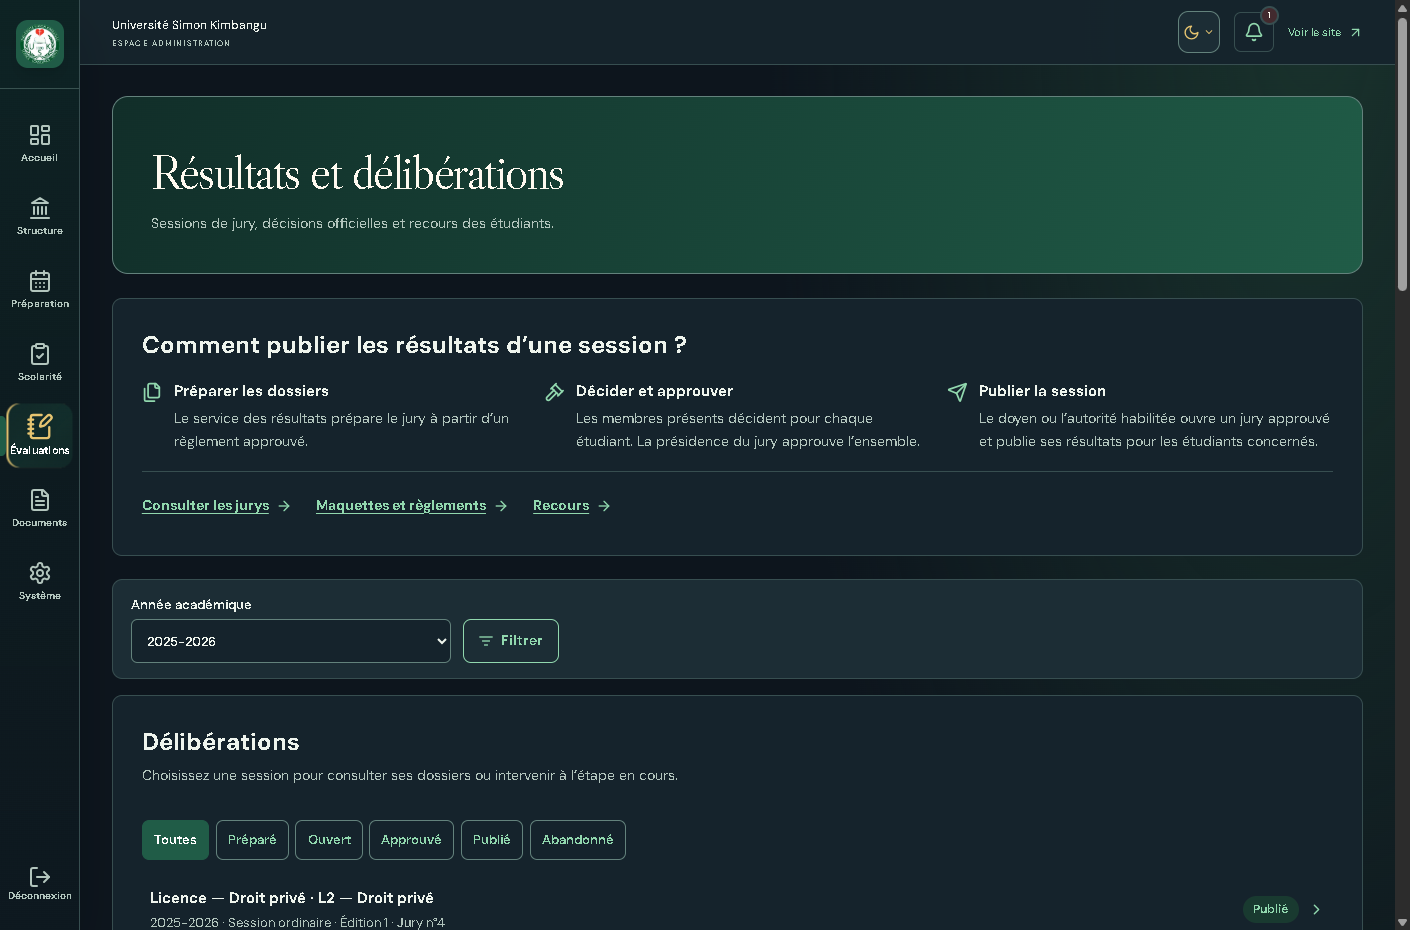 Université Simon Kimbangu
ESPACE ADMINISTRATION
1
Voir le site
Accueil
Structure
Préparation
Scolarité
Évaluations
Documents
Système
Déconnexion
Résultats et délibérations
Sessions de jury, décisions officielles et recours des étudiants.
Comment publier les résultats d’une session ?
Préparer les dossiers
Le service des résultats prépare le jury à partir d’un
règlement approuvé.
Décider et approuver
Les membres présents décident pour chaque
étudiant. La présidence du jury approuve l’ensemble.
Publier la session
Le doyen ou l’autorité habilitée ouvre un jury approuvé
et publie ses résultats pour les étudiants concernés.
Consulter les jurys
Maquettes et règlements
Recours
Année académique
2025-2026
Filtrer
Délibérations
Choisissez une session pour consulter ses dossiers ou intervenir à l’étape en cours.
Toutes
Préparé
Ouvert
Approuvé
Publié
Abandonné
Licence — Droit privé · L2 — Droit privé
2025-2026 · Session ordinaire · Édition 1 · Jury n°4
Publié